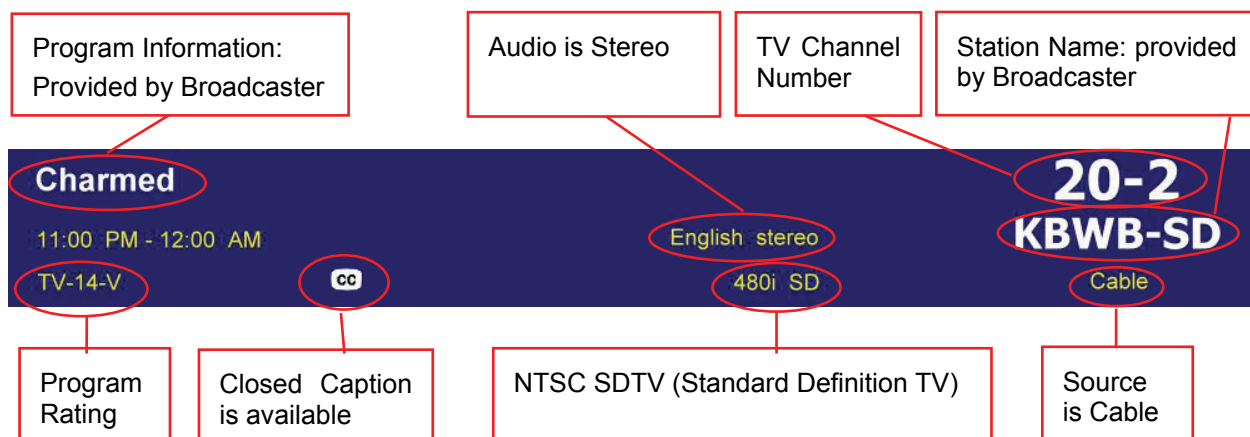 Program Information:
Provided by Broadcaster
Audio is Stereo
TV Channel
Number
Station Name: provided
by Broadcaster
Charmed
20-2
KBWB-SD
11:00 PM - 12:00 AM
English stereo
TV-14-V
cc
480i SD
Cable
Program
Rating
Closed Caption
is available
NTSC SDTV (Standard Definition TV)
Source
is Cable